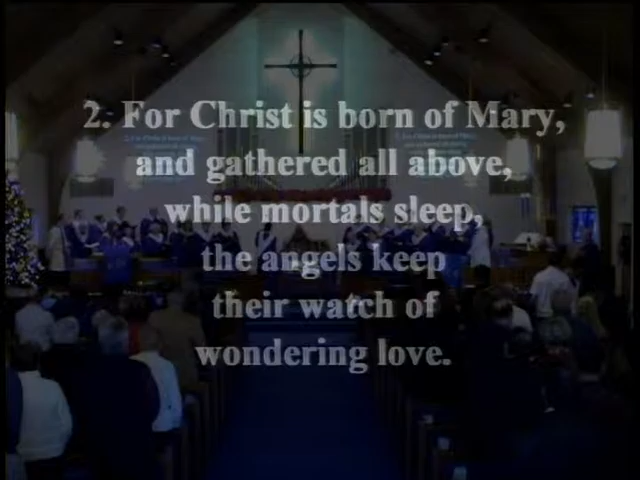 2. For Christ is born of Mary,
and gathered all above,
while mortals sleep,
the angels keep
their watch of
wondering love.